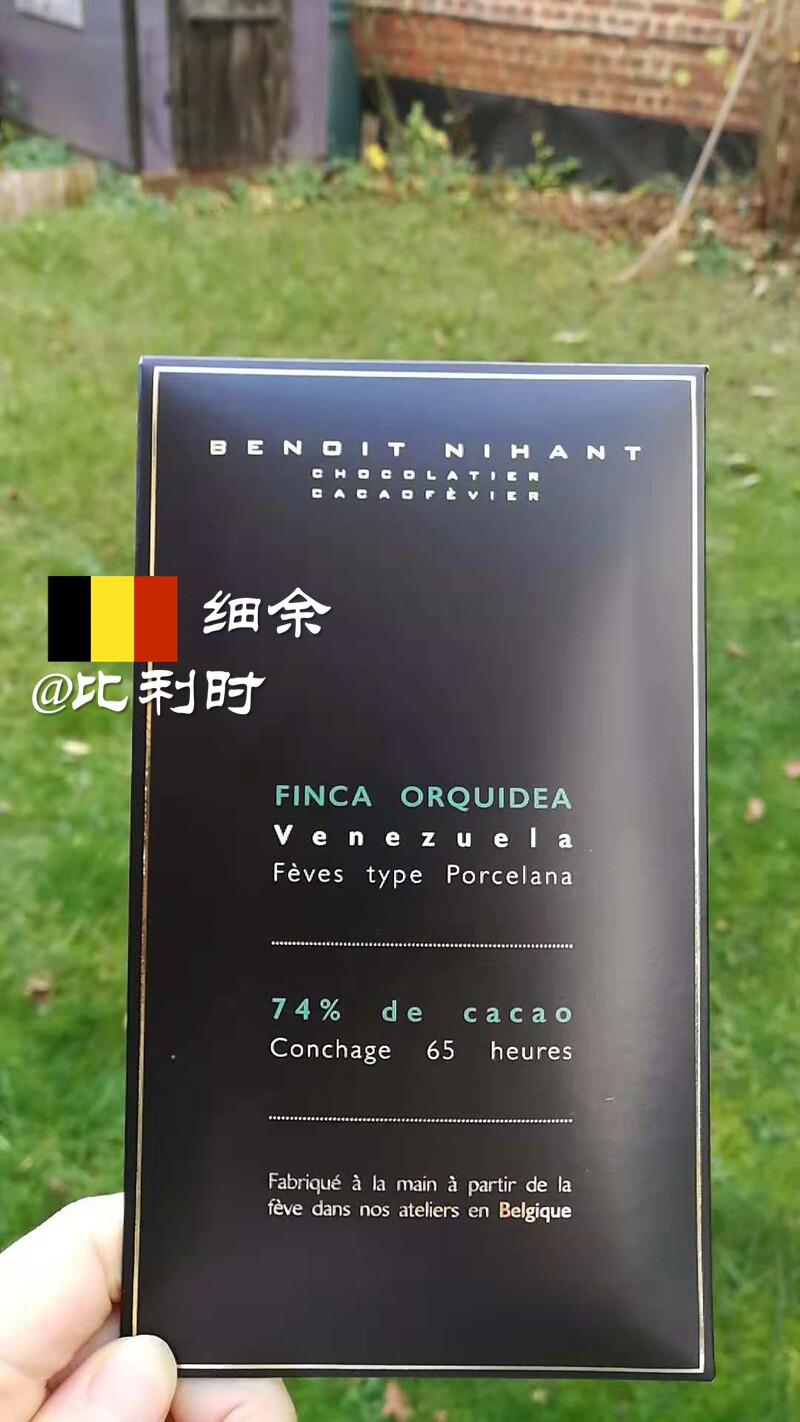 BENOIT NIHANT
CHOCOLATIER
CACAOFÈVIER
细余
@比利时
FINCA ORQUIDEA
Venezuela
Fèves type Porcelana
74% de cacao
Conchage 65 heures
Fabriqué à la main à partir de la
fève dans nos ateliers en Belgique